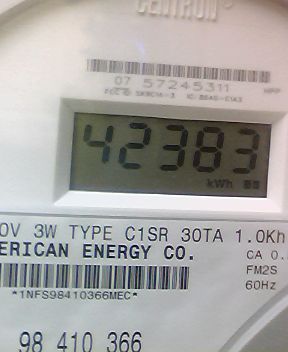 CENTRON®
07 57245311
42383
kWh
0V 3W TYPE C1SR 30TA 1.0Kh
ERICAN ENERGY CO.
CA 0.
FM2S
*1NFS98410366MEC*
60Hz
98 410 366